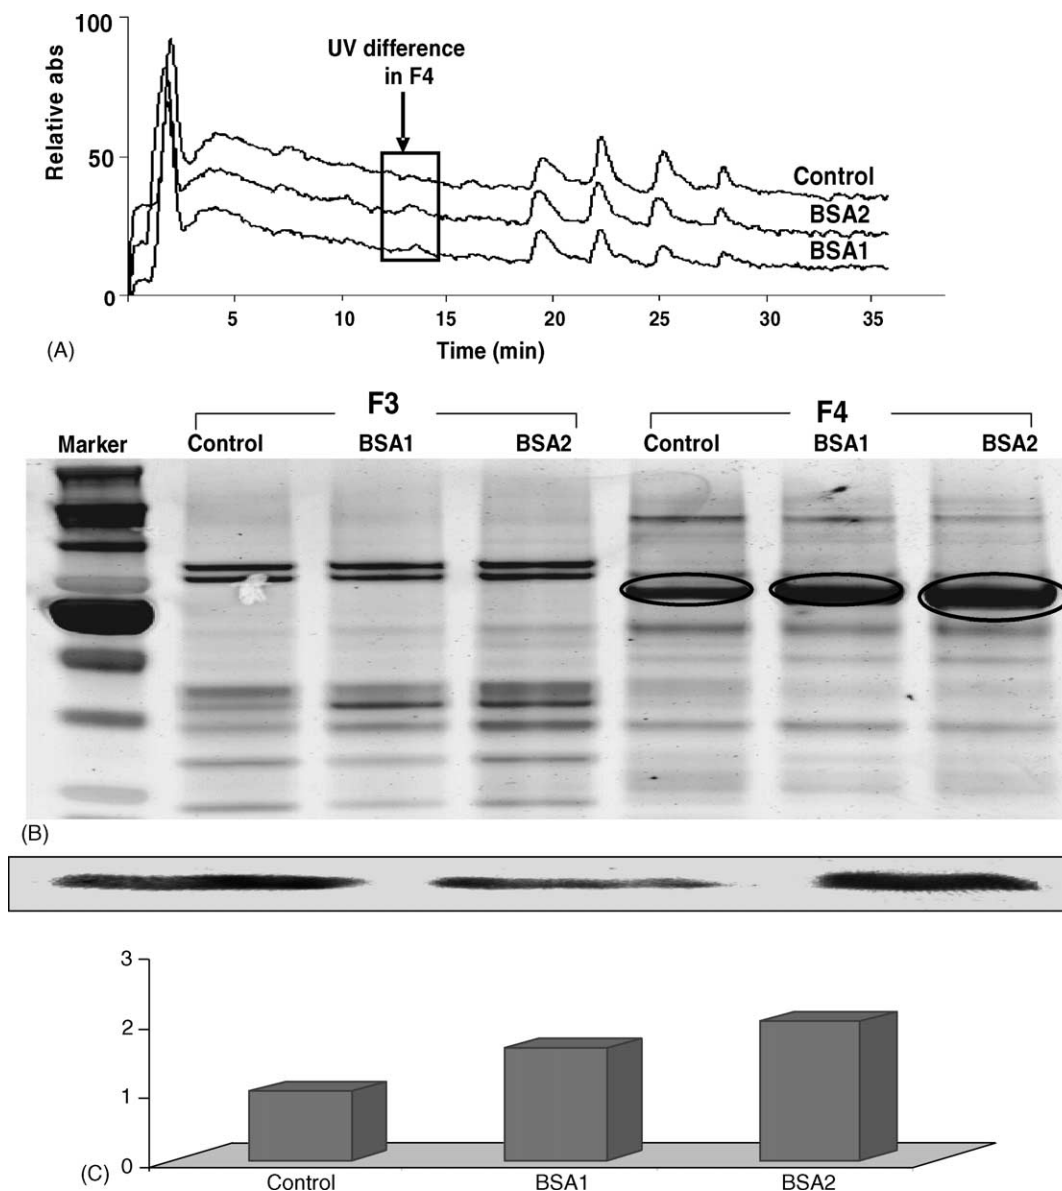 100
UV difference
in F4
Relative abs
50
Control
BSA2
BSA1
0
5 10 15 20 25 30 35
(A)
Time (min)
F3 F4
Marker Control BSA1 BSA2 Control BSA1 BSA2
(B)
3
2
1
0
(C)
Control BSA1 BSA2